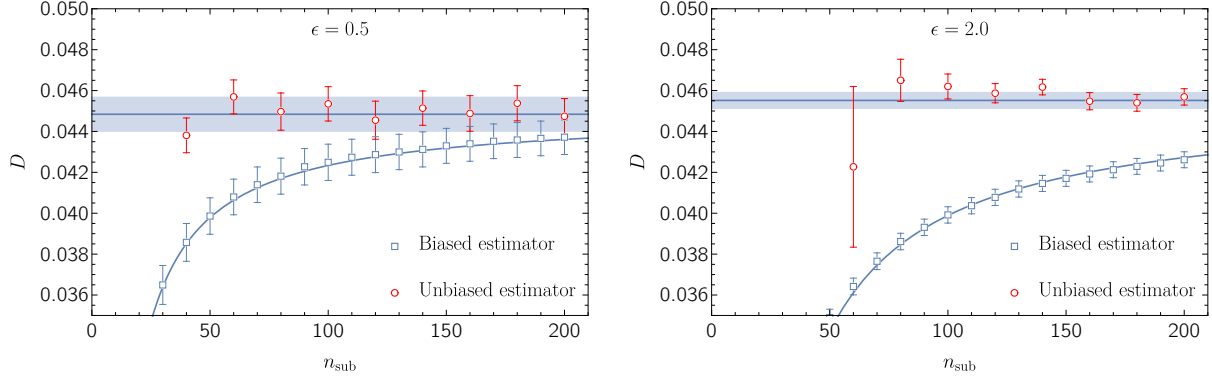 0.050
0.048
0.046
0.044
0.042
0.040
0.038
0.036
D
ϵ = 0.5
Biased estimator
Unbiased estimator
0 50 100 150 200
n_sub
0.050
0.048
0.046
0.044
0.042
0.040
0.038
0.036
D
ϵ = 2.0
Biased estimator
Unbiased estimator
0 50 100 150 200
n_sub